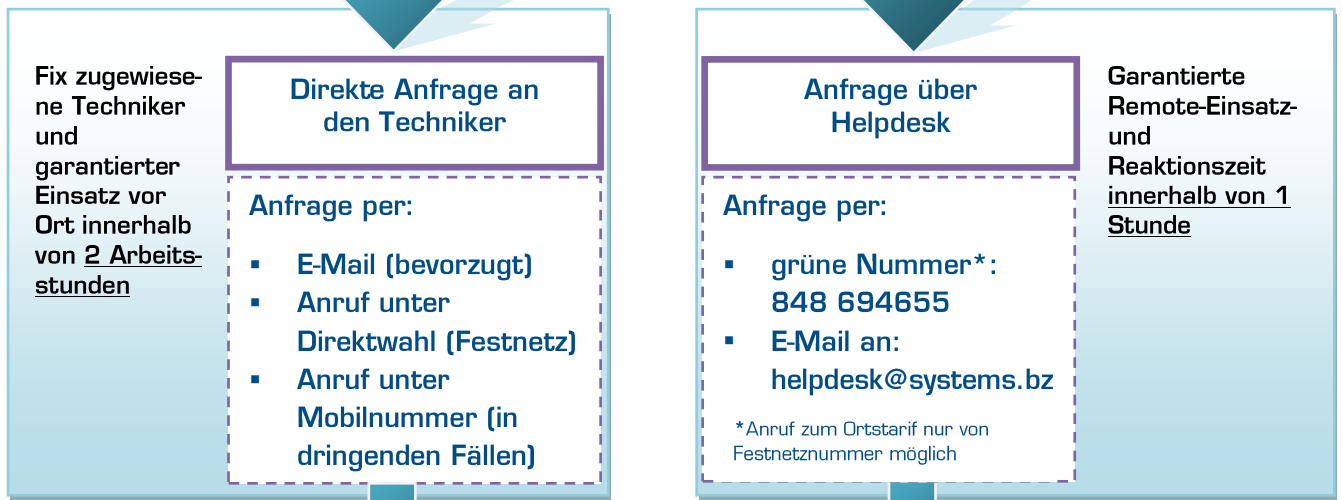 Fix zugewiese-
ne Techniker
und
garantierter
Einsatz vor
Ort innerhalb
von 2 Arbeits-
stunden
Direkte Anfrage an
den Techniker
Anfrage per:
▪ E-Mail (bevorzugt)
▪ Anruf unter
Direktwahl (Festnetz)
▪ Anruf unter
Mobilnummer (in
dringenden Fällen)
Anfrage über
Helpdesk
Anfrage per:
▪ grüne Nummer*:
848 694655
▪ E-Mail an:
helpdesk@systems.bz
*Anruf zum Ortstarif nur von
Festnetznummer möglich
Garantierte
Remote-Einsatz-
und
Reaktionszeit
innerhalb von 1
Stunde